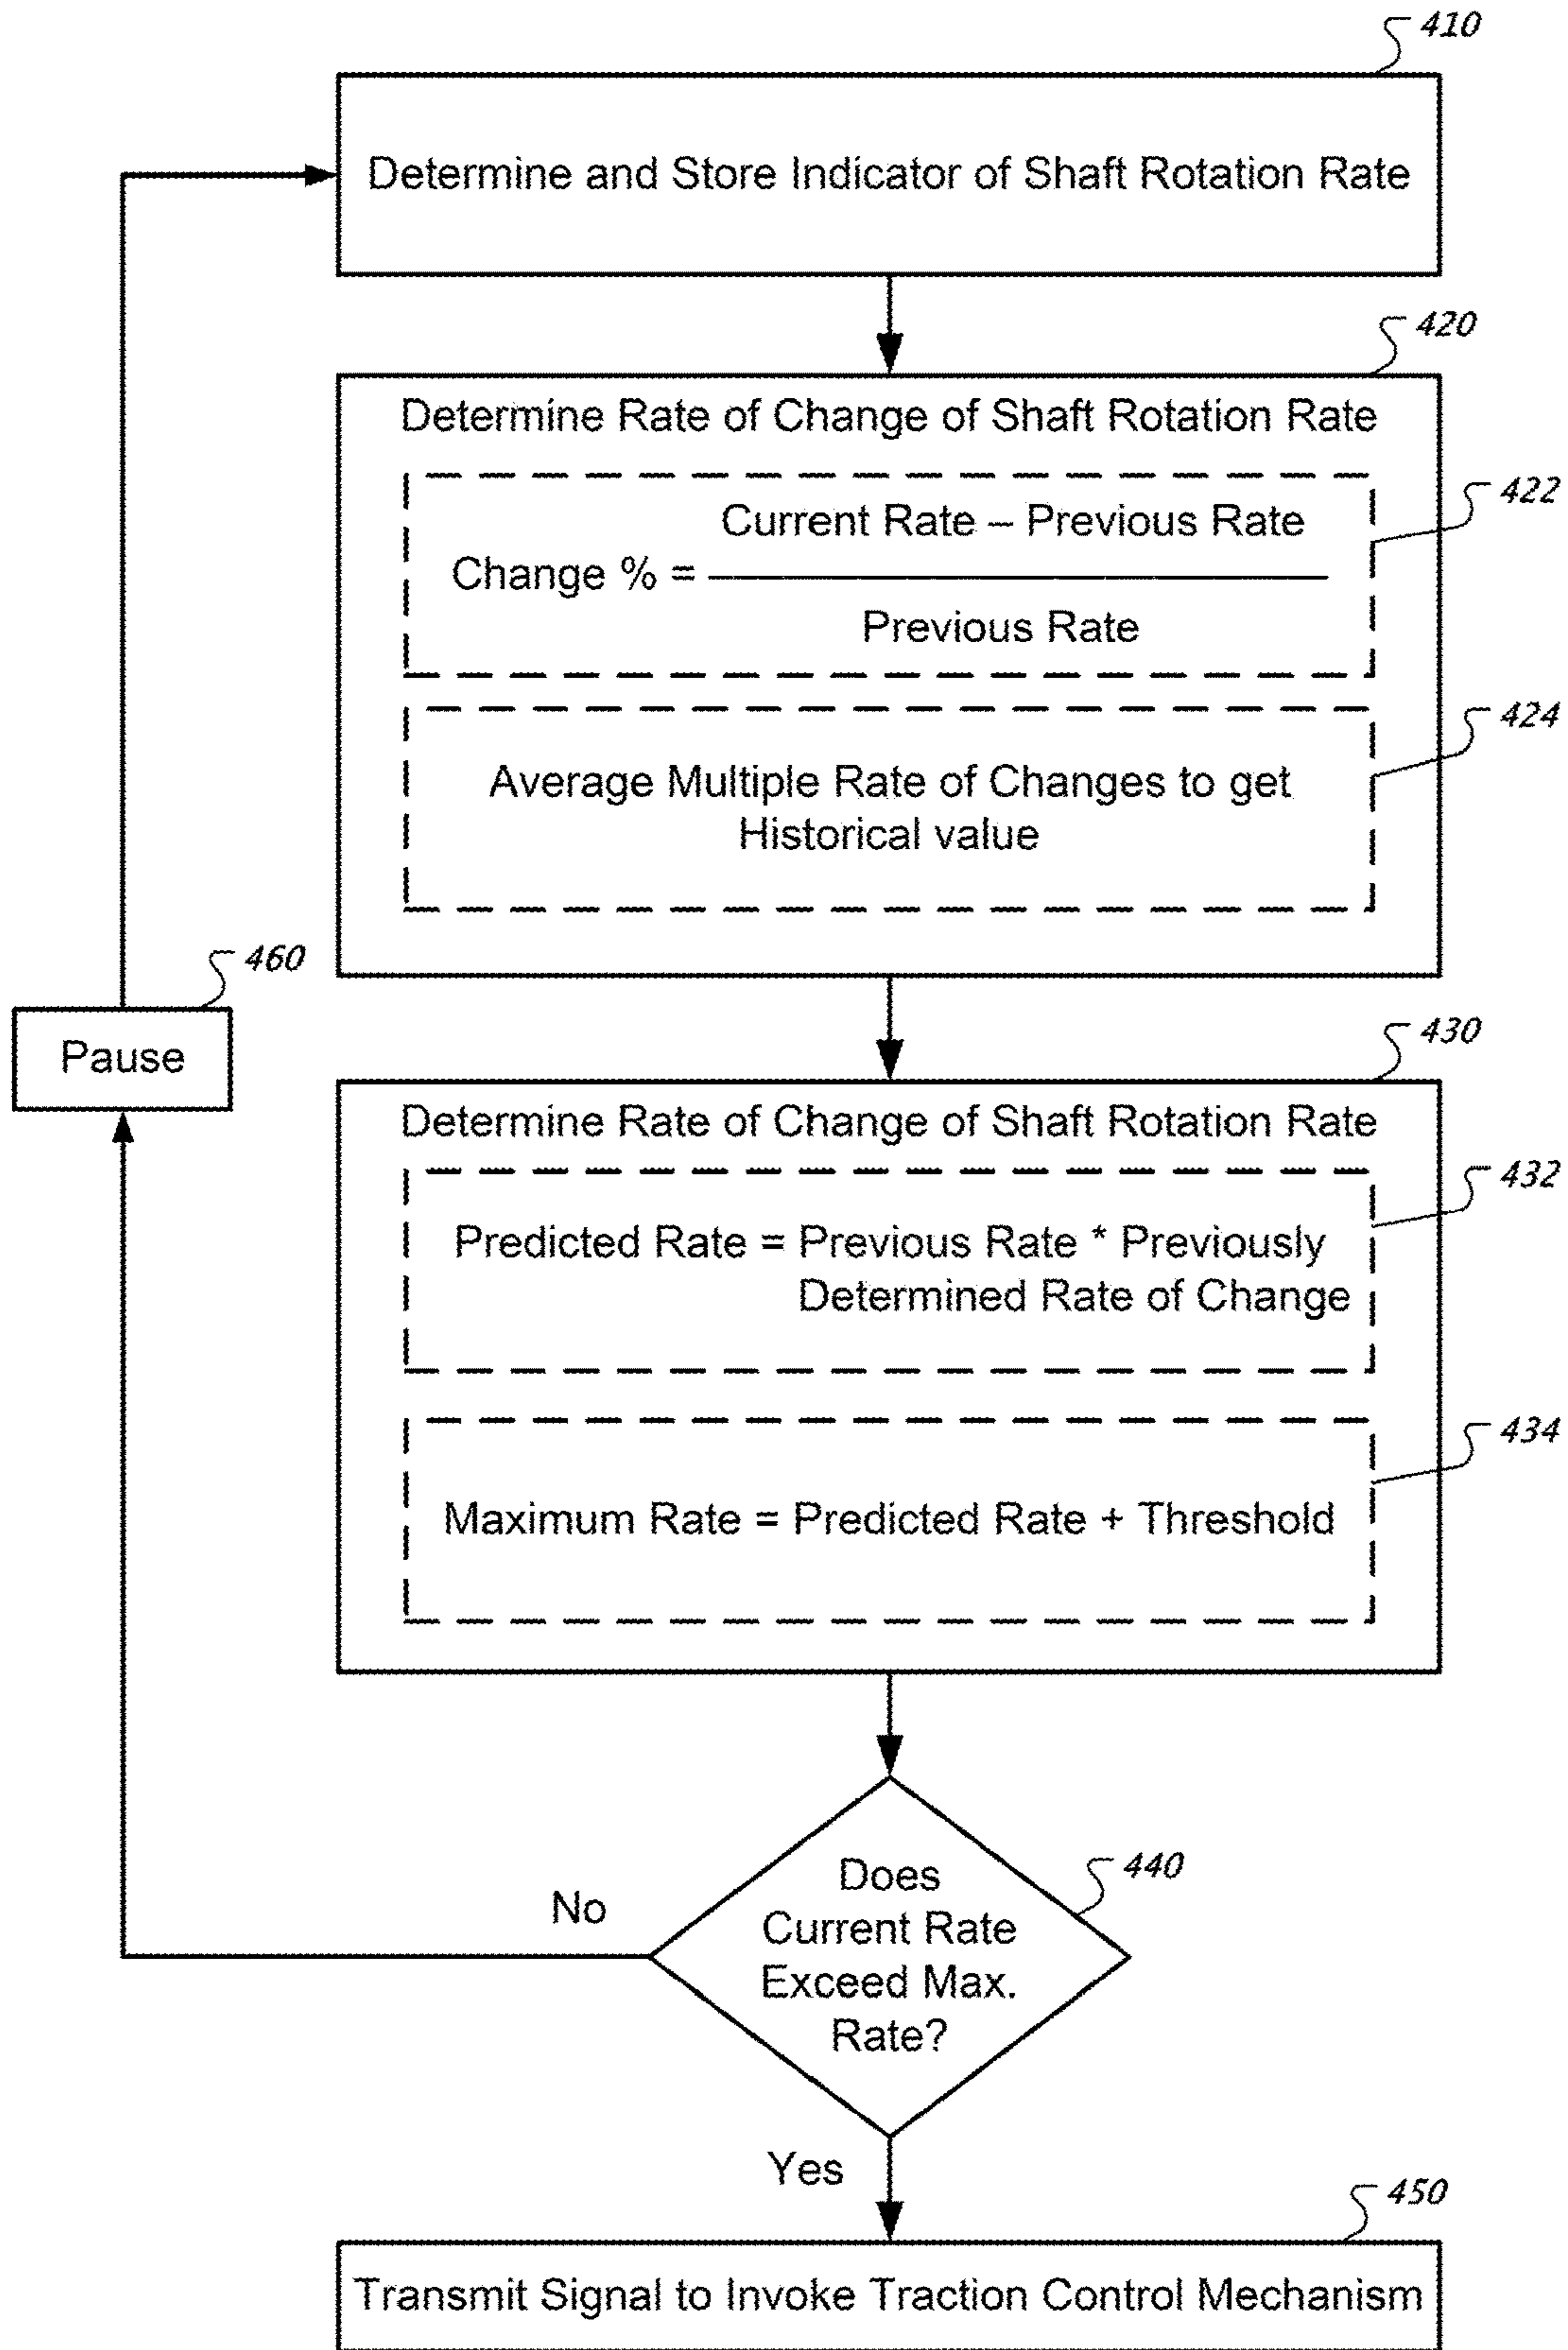 410
Determine and Store Indicator of Shaft Rotation Rate
420
Determine Rate of Change of Shaft Rotation Rate
422
Current Rate – Previous Rate
Change % =
Previous Rate
424
Average Multiple Rate of Changes to get
Historical value
460
Pause
430
Determine Rate of Change of Shaft Rotation Rate
432
Predicted Rate = Previous Rate * Previously
Determined Rate of Change
434
Maximum Rate = Predicted Rate + Threshold
440
Does
Current Rate
Exceed Max.
Rate?
No
Yes
450
Transmit Signal to Invoke Traction Control Mechanism